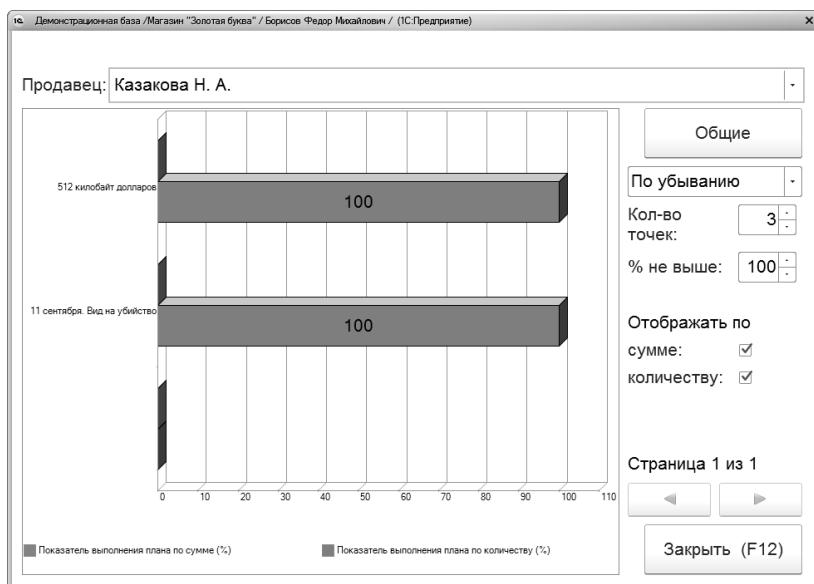 Демонстрационная база /Магазин "Золотая буква" / Борисов Федор Михайлович / (1С:Предприятие)
Продавец: Казакова Н. А.
Общие
По убыванию
Кол-во
точек: 3
% не выше: 100
Отображать по
сумме:
количеству:
Страница 1 из 1
Закрыть (F12)
512 килобайт долларов
100
11 сентября. Вид на убийство
100
0 10 20 30 40 50 60 70 80 90 100 110
Показатель выполнения плана по сумме (%)
Показатель выполнения плана по количеству (%)